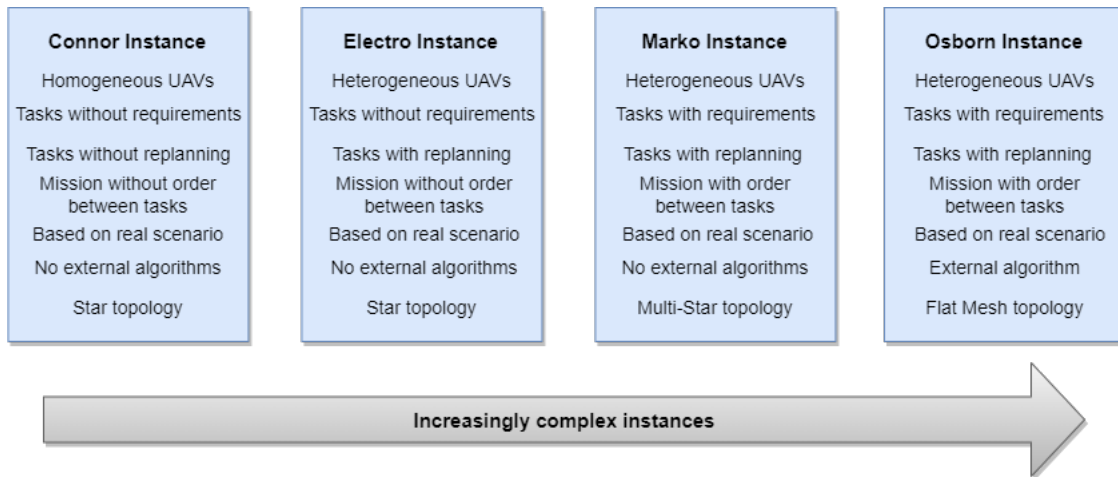 Connor Instance
Homogeneous UAVs
Tasks without requirements
Tasks without replanning
Mission without order
between tasks
Based on real scenario
No external algorithms
Star topology
Electro Instance
Heterogeneous UAVs
Tasks without requirements
Tasks with replanning
Mission without order
between tasks
Based on real scenario
No external algorithms
Star topology
Marko Instance
Heterogeneous UAVs
Tasks with requirements
Tasks with replanning
Mission with order
between tasks
Based on real scenario
No external algorithms
Multi-Star topology
Osborn Instance
Heterogeneous UAVs
Tasks with requirements
Tasks with replanning
Mission with order
between tasks
Based on real scenario
External algorithm
Flat Mesh topology
Increasingly complex instances